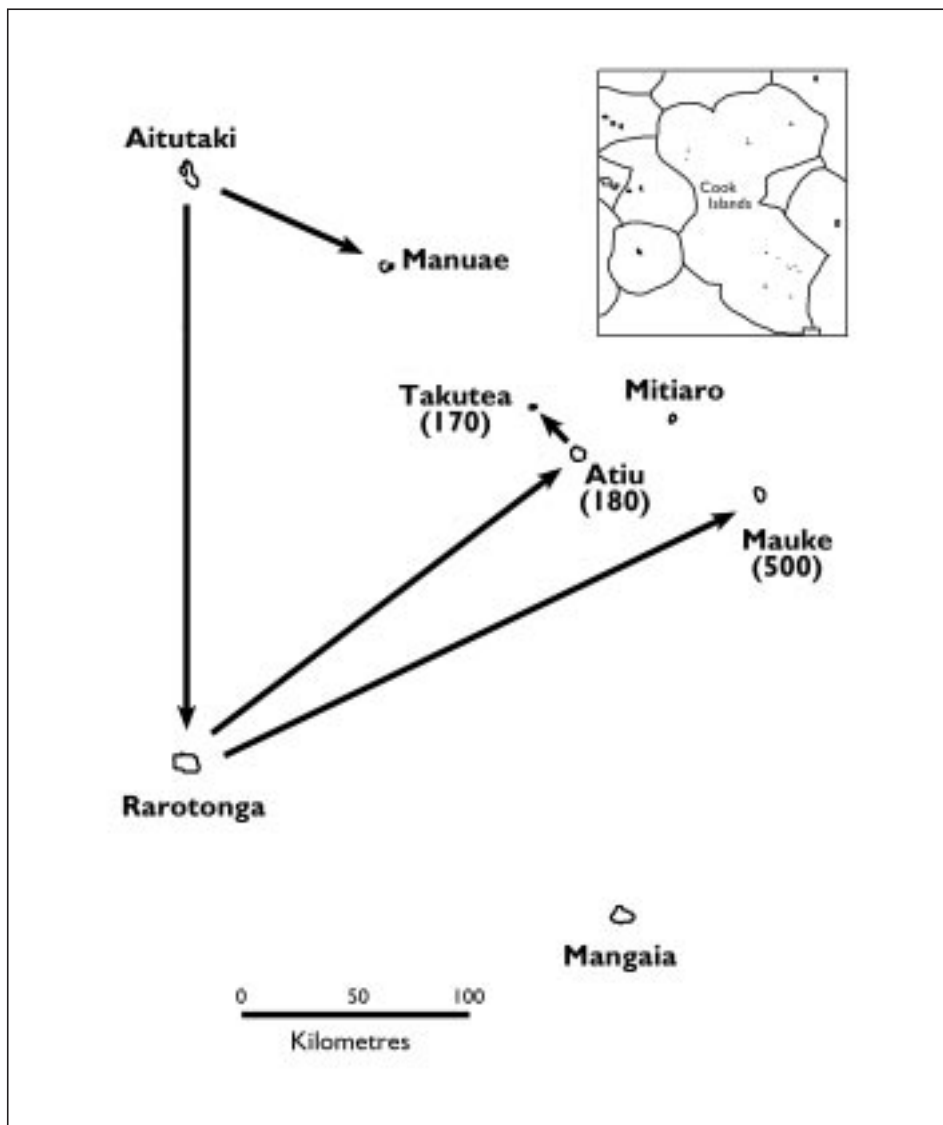 Aitutaki
Cook
Islands
Manuae
Takutea
(170)
Mitiaro
Atiu
(180)
Mauke
(500)
Rarotonga
Mangaia
0 50 100
Kilometres